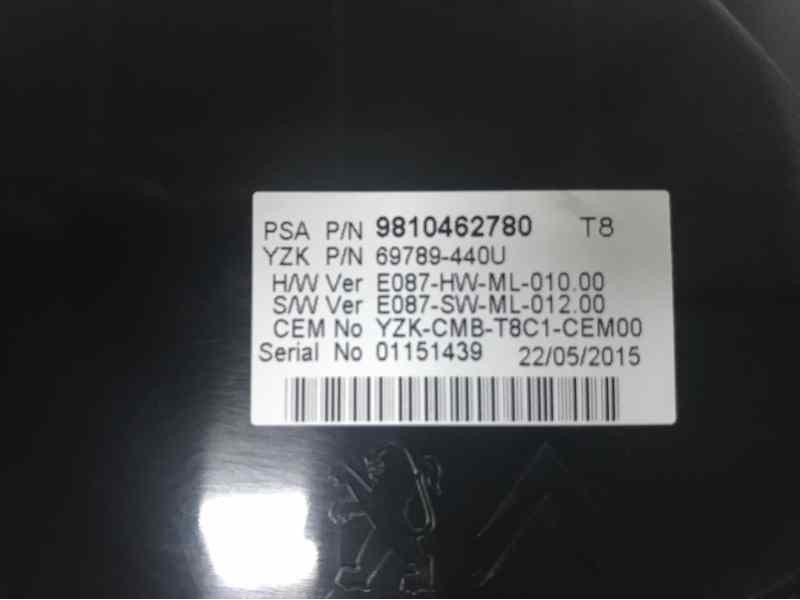 PSA P/N 9810462780 T8
YZK P/N 69789-440U
H/W Ver E087-HW-ML-010.00
S/W Ver E087-SW-ML-012.00
CEM No YZK-CMB-T8C1-CEM00
Serial No 01151439 22/05/2015